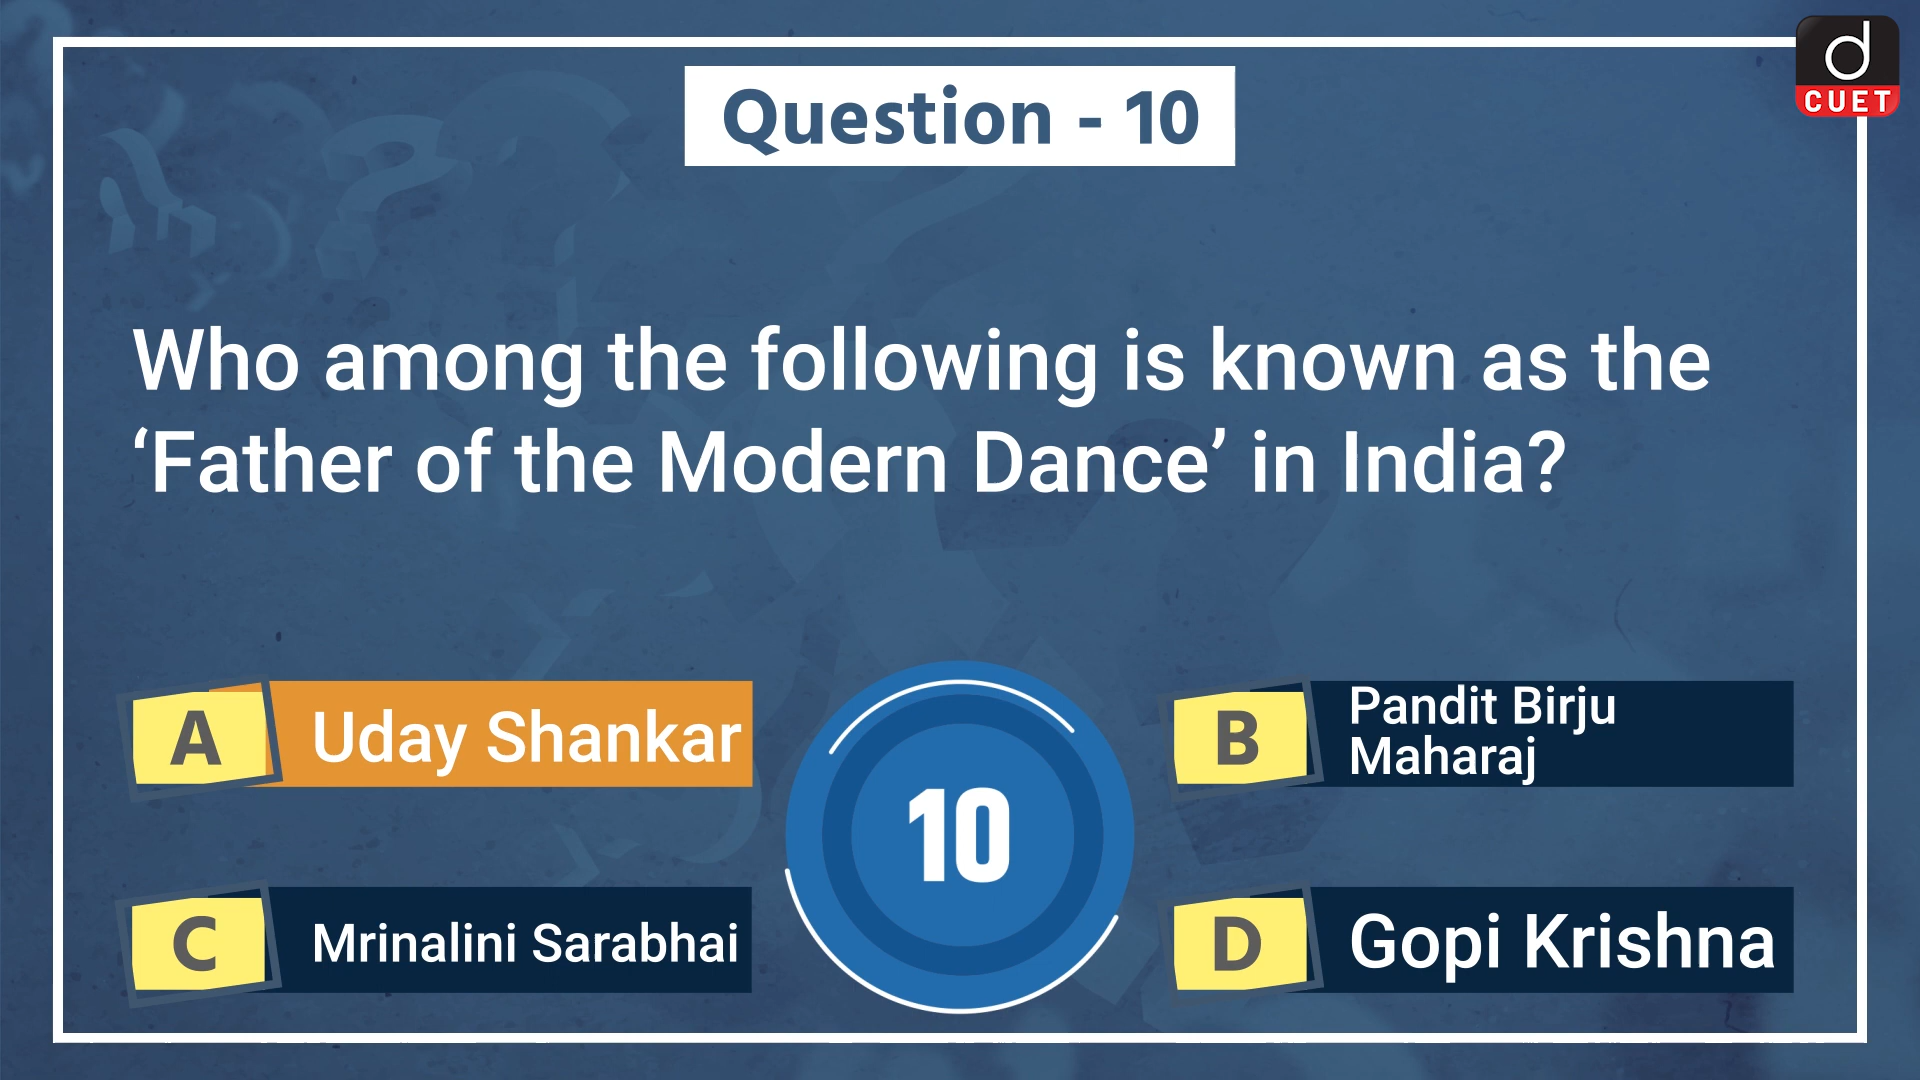 d
CUET
Question - 10
Who among the following is known as the
‘Father of the Modern Dance’ in India?
A Uday Shankar
B Pandit Birju
Maharaj
10
C Mrinalini Sarabhai
D Gopi Krishna